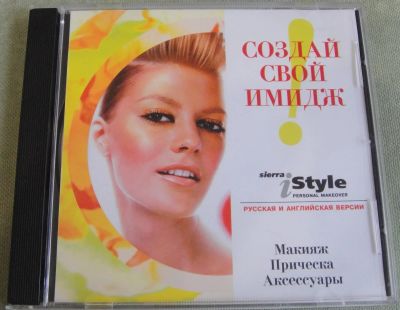 СОЗДАЙ
СВОЙ
ИМИДЖ
!
sierra
iStyle
PERSONAL MAKEOVER
РУССКАЯ И АНГЛИЙСКАЯ ВЕРСИИ
Макияж
Прическа
Аксессуары